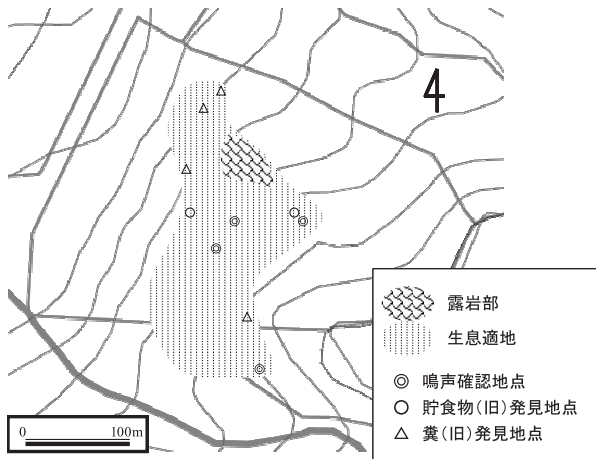 4
露岩部
生息適地
鳴声確認地点
貯食物(旧)発見地点
糞(旧)発見地点
0 100m